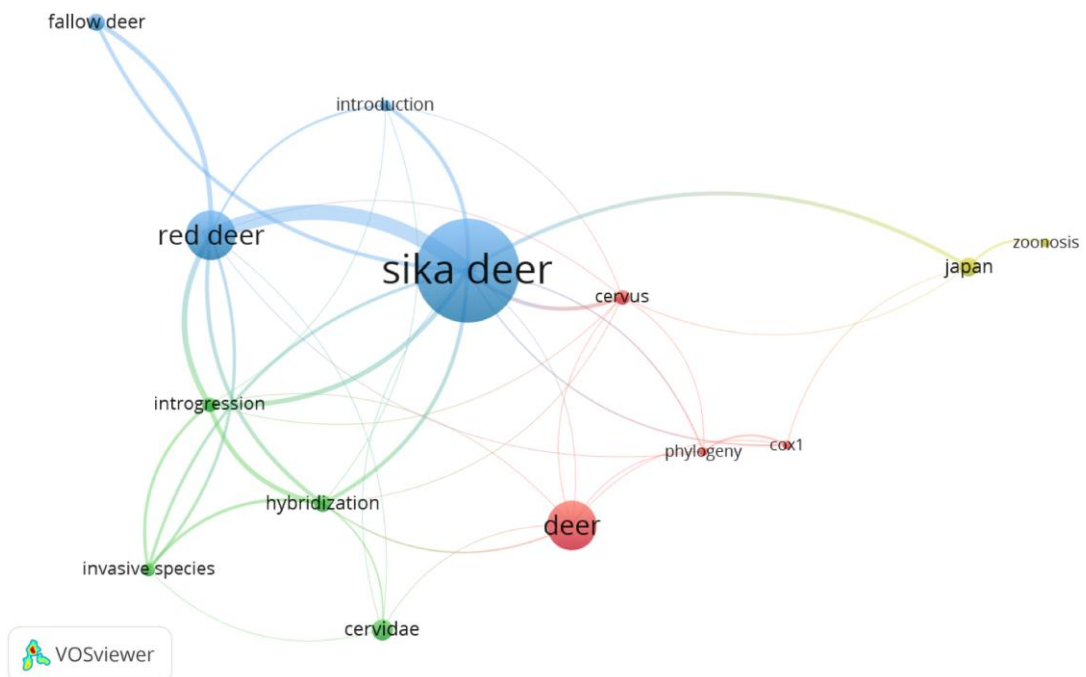 fallow deer
introduction
red deer
sika deer
zoonosis
japan
cervus
introgression
phylogeny
cox1
hybridization
deer
invasive species
cervidae
VOSviewer